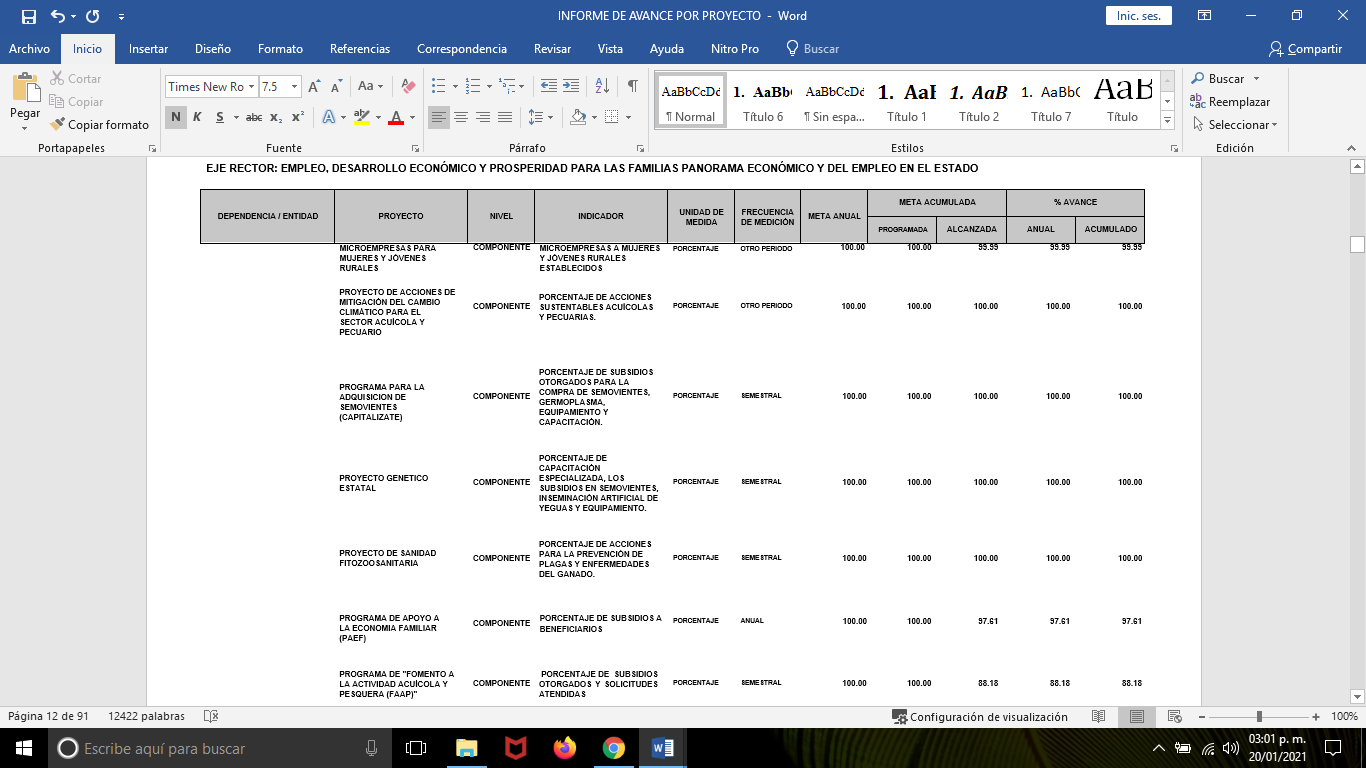 INFORME DE AVANCE POR PROYECTO - Word
Inic. ses.
Archivo Inicio Insertar Diseño Formato Referencias Correspondencia Revisar Vista Ayuda Nitro Pro Buscar Compartir
Pegar
Cortar
Copiar
Copiar formato
Portapapeles
Times New Ro 7.5
N K S abc x₂ x²
Fuente
Párrafo
AaBbCcDd 1. AaBb( AaBbCcDd 1. AaB 1. AaB 1. AaBb( AaB
¶ Normal Título 6 ¶ Sin espa... Título 1 Título 2 Título 7 Título
Estilos
Buscar
Reemplazar
Seleccionar
Edición
EJE RECTOR: EMPLEO, DESARROLLO ECONÓMICO Y PROSPERIDAD PARA LAS FAMILIAS PANORAMA ECONÓMICO Y DEL EMPLEO EN EL ESTADO
DEPENDENCIA / ENTIDAD
PROYECTO
NIVEL
INDICADOR
UNIDAD DE
MEDIDA
FRECUENCIA
DE MEDICIÓN
META ANUAL
META ACUMULADA
PROGRAMADA ALCANZADA
% AVANCE
ANUAL ACUMULADO
MICROEMPRESAS PARA
MUJERES Y JÓVENES
RURALES
COMPONENTE
MICROEMPRESAS A MUJERES
Y JÓVENES RURALES
ESTABLECIDOS
PORCENTAJE OTRO PERIODO 100.00 100.00 99.99 99.99 99.99
PROYECTO DE ACCIONES DE
MITIGACIÓN DEL CAMBIO
CLIMÁTICO PARA EL
SECTOR ACUÍCOLA Y
PECUARIO
COMPONENTE
PORCENTAJE DE ACCIONES
SUSTENTABLES ACUÍCOLAS
Y PECUARIAS.
PORCENTAJE OTRO PERIODO 100.00 100.00 100.00 100.00 100.00
PROGRAMA PARA LA
ADQUISICION DE
SEMOVIENTES
(CAPITALIZATE)
COMPONENTE
PORCENTAJE DE SUBSIDIOS
OTORGADOS PARA LA
COMPRA DE SEMOVIENTES,
GERMOPLASMA,
EQUIPAMIENTO Y
CAPACITACIÓN.
PORCENTAJE SEMESTRAL 100.00 100.00 100.00 100.00 100.00
PROYECTO GENETICO
ESTATAL
COMPONENTE
PORCENTAJE DE
CAPACITACIÓN
ESPECIALIZADA, LOS
SUBSIDIOS EN SEMOVIENTES,
INSEMINACIÓN ARTIFICIAL DE
YEGUAS Y EQUIPAMIENTO.
PORCENTAJE SEMESTRAL 100.00 100.00 100.00 100.00 100.00
PROYECTO DE SANIDAD
FITOZOOSANITARIA
COMPONENTE
PORCENTAJE DE ACCIONES
PARA LA PREVENCIÓN DE
PLAGAS Y ENFERMEDADES
DEL GANADO.
PORCENTAJE SEMESTRAL 100.00 100.00 100.00 100.00 100.00
PROGRAMA DE APOYO A
LA ECONOMIA FAMILIAR
(PAEF)
COMPONENTE
PORCENTAJE DE SUBSIDIOS A
BENEFICIARIOS
PORCENTAJE ANUAL 100.00 100.00 97.61 97.61 97.61
PROGRAMA DE "FOMENTO A
LA ACTIVIDAD ACUÍCOLA Y
PESQUERA (FAAP)"
COMPONENTE
PORCENTAJE DE SUBSIDIOS
OTORGADOS Y SOLICITUDES
ATENDIDAS
PORCENTAJE SEMESTRAL 100.00 100.00 88.18 88.18 88.18
Página 12 de 91 12422 palabras Configuración de visualización 100%
Escribe aquí para buscar
03:01 p. m.
20/01/2021